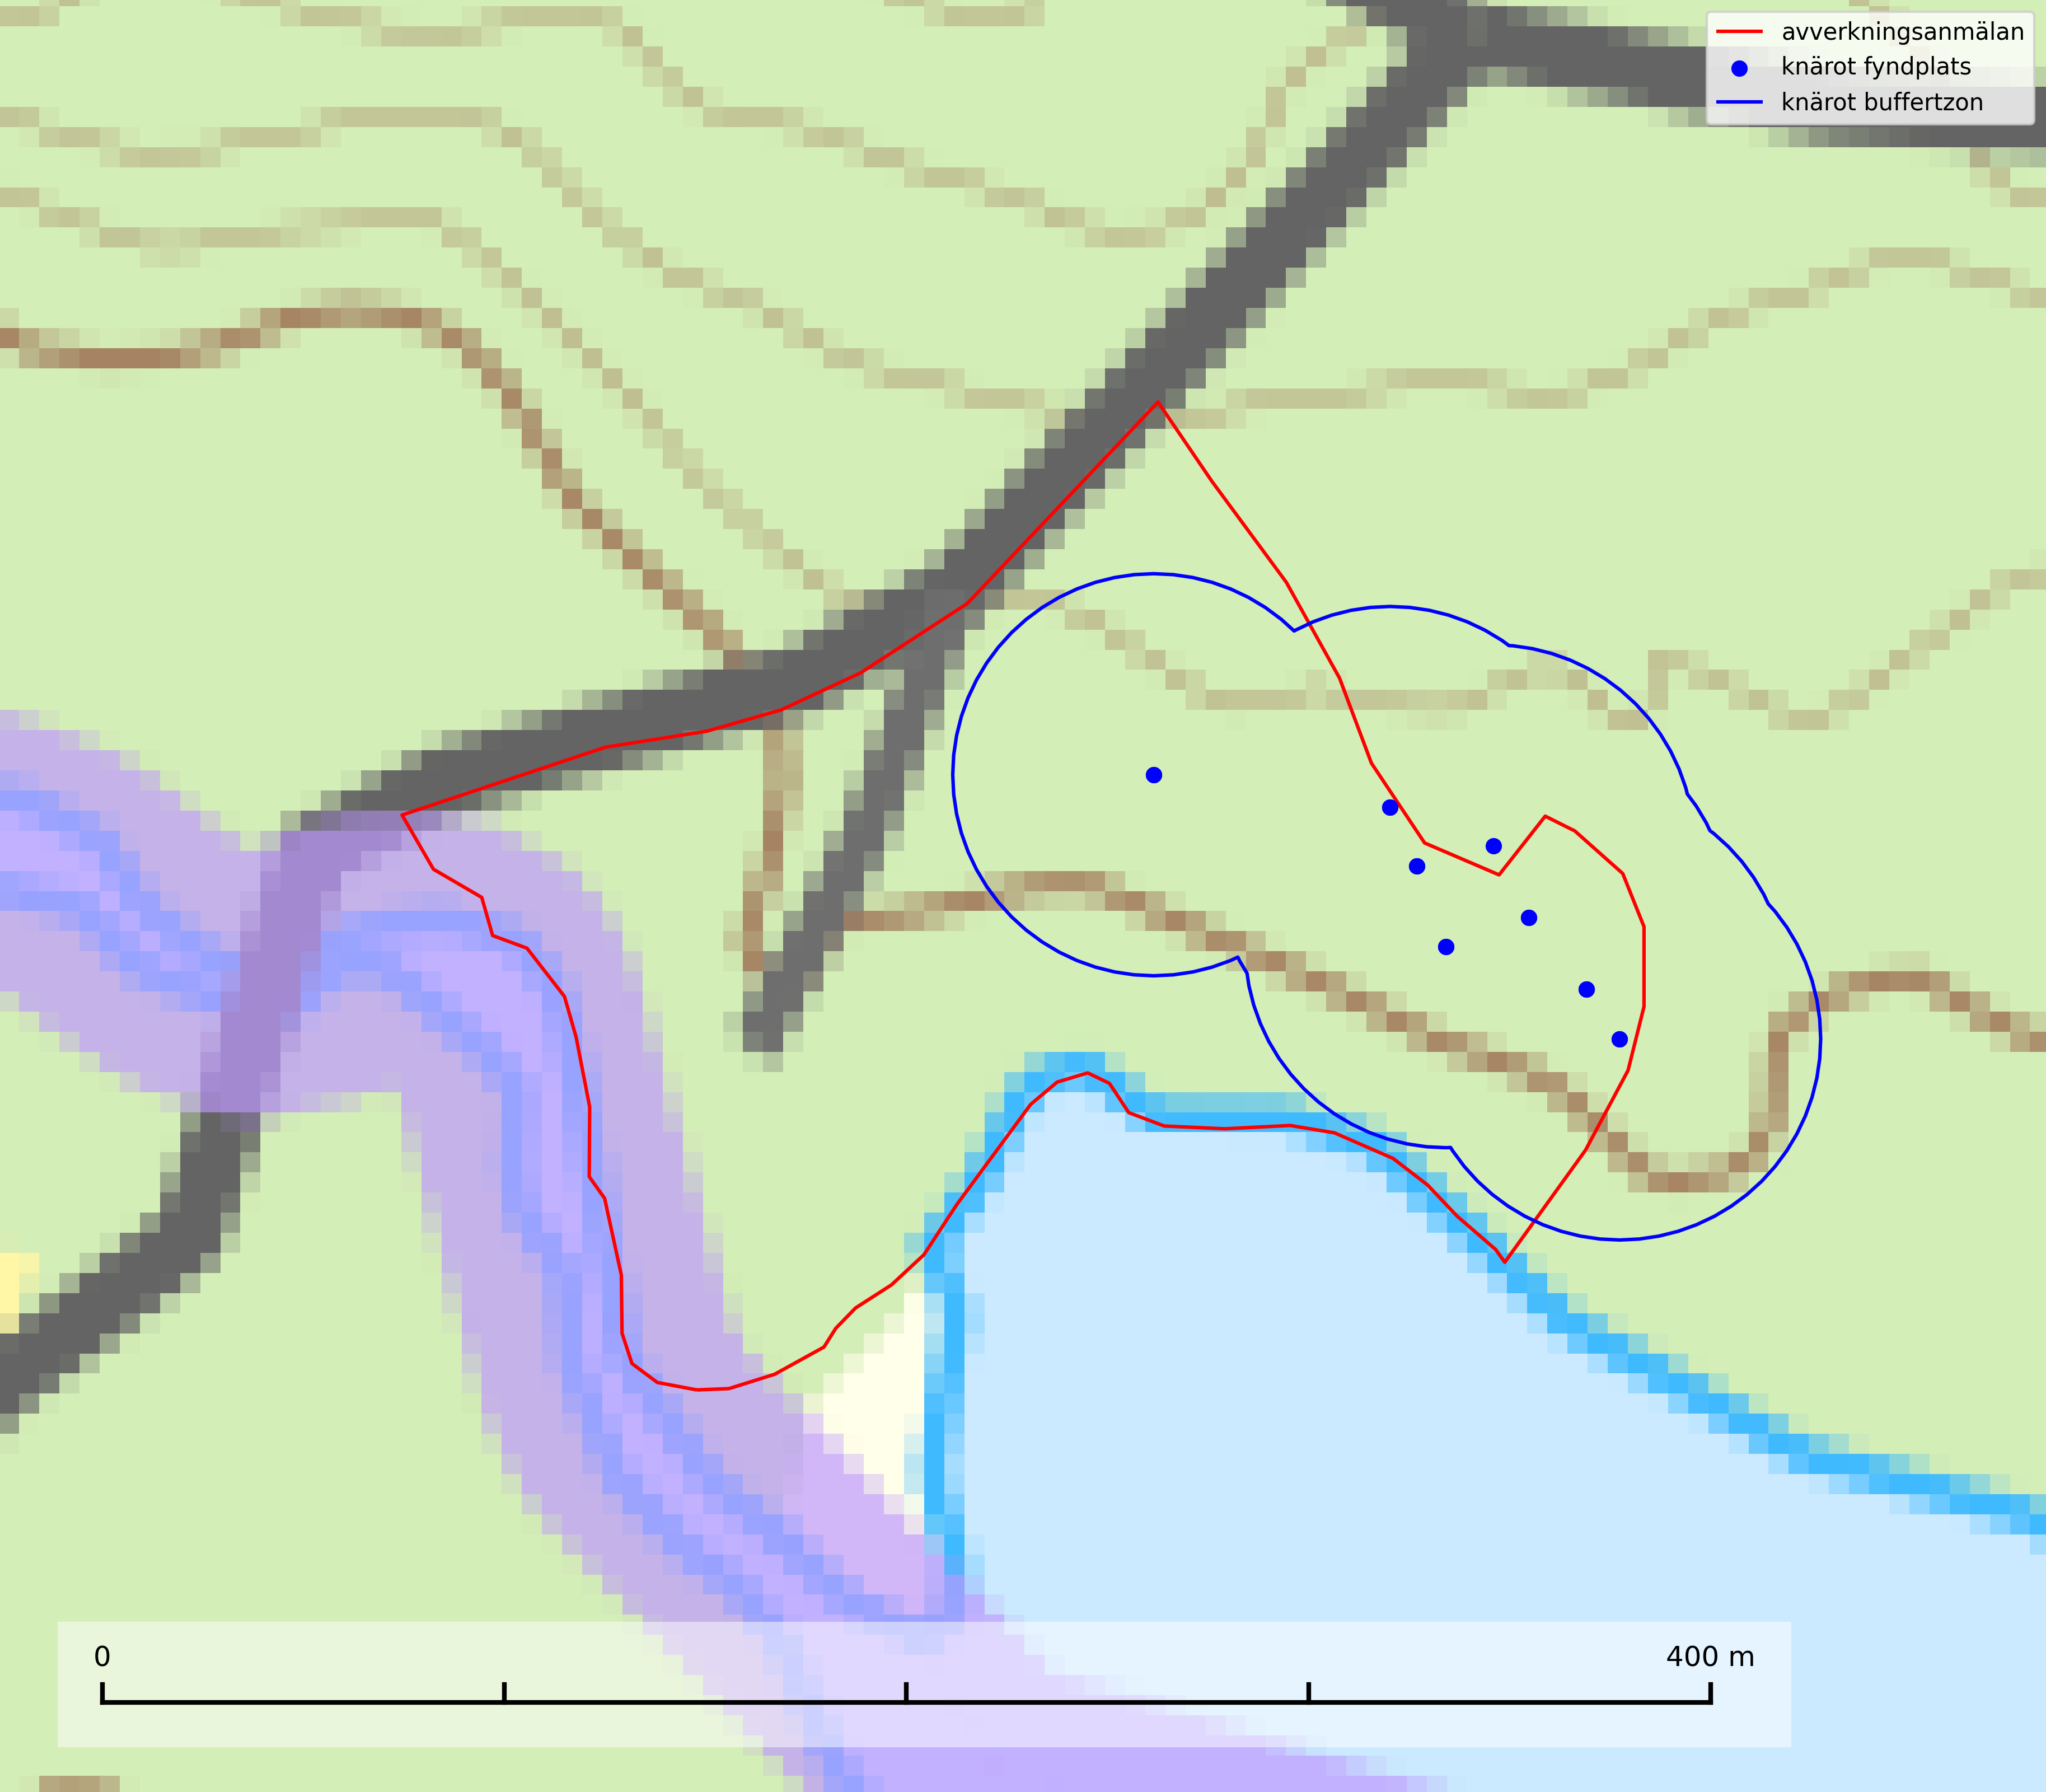 avverkningsanmälan
knärot fyndplats
knärot buffertzon
0 400 m